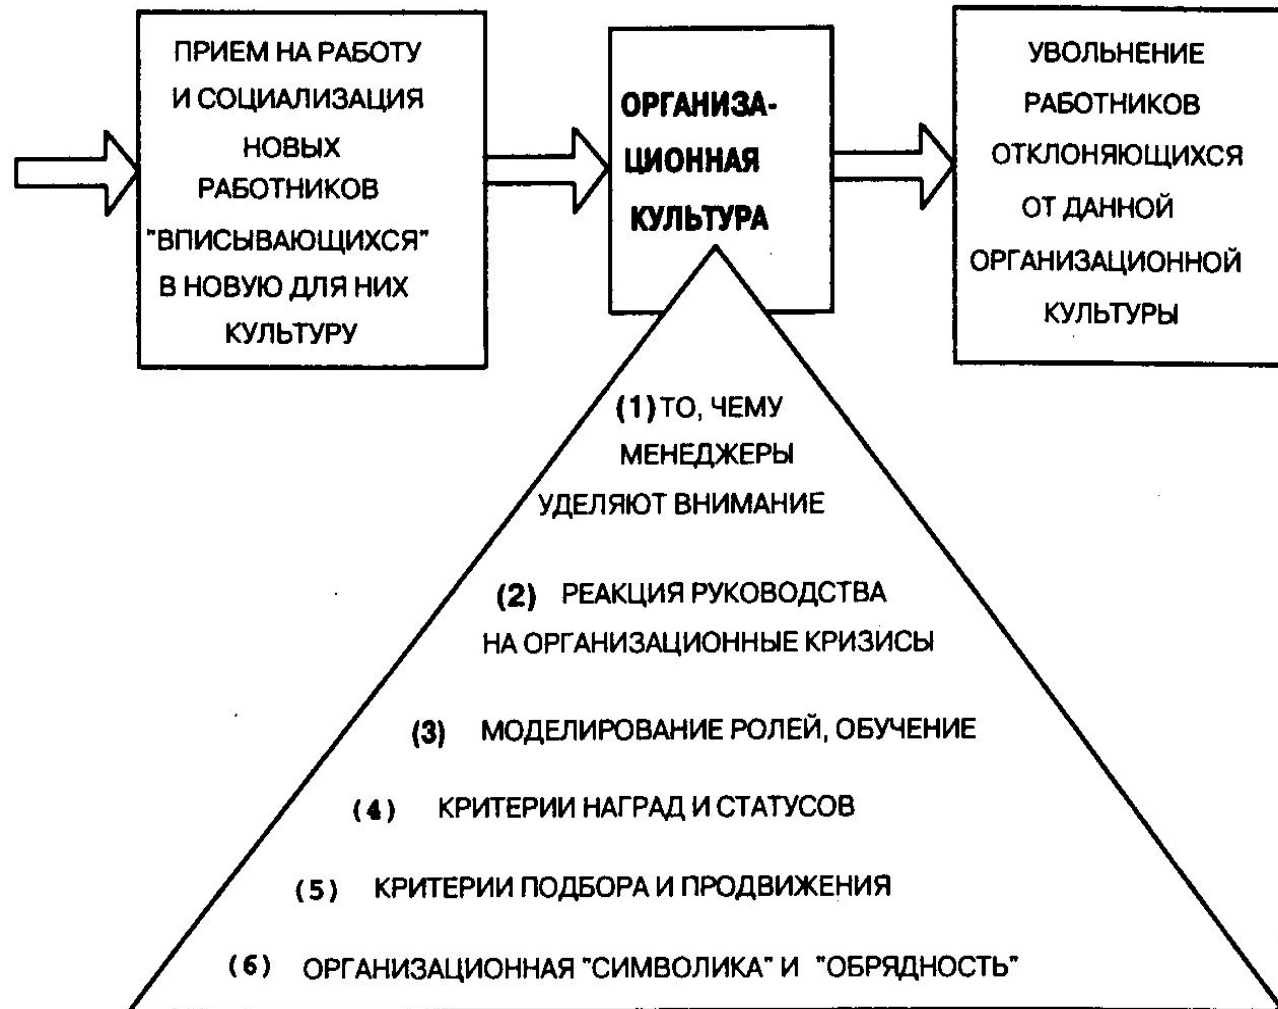 ПРИЕМ НА РАБОТУ
И СОЦИАЛИЗАЦИЯ
НОВЫХ
РАБОТНИКОВ
"ВПИСЫВАЮЩИХСЯ"
В НОВУЮ ДЛЯ НИХ
КУЛЬТУРУ
ОРГАНИЗА-
ЦИОННАЯ
КУЛЬТУРА
УВОЛЬНЕНИЕ
РАБОТНИКОВ
ОТКЛОНЯЮЩИХСЯ
ОТ ДАННОЙ
ОРГАНИЗАЦИОННОЙ
КУЛЬТУРЫ
(1) ТО, ЧЕМУ
МЕНЕДЖЕРЫ
УДЕЛЯЮТ ВНИМАНИЕ
(2) РЕАКЦИЯ РУКОВОДСТВА
НА ОРГАНИЗАЦИОННЫЕ КРИЗИСЫ
(3) МОДЕЛИРОВАНИЕ РОЛЕЙ, ОБУЧЕНИЕ
(4) КРИТЕРИИ НАГРАД И СТАТУСОВ
(5) КРИТЕРИИ ПОДБОРА И ПРОДВИЖЕНИЯ
(6) ОРГАНИЗАЦИОННАЯ "СИМВОЛИКА" И "ОБРЯДНОСТЬ"